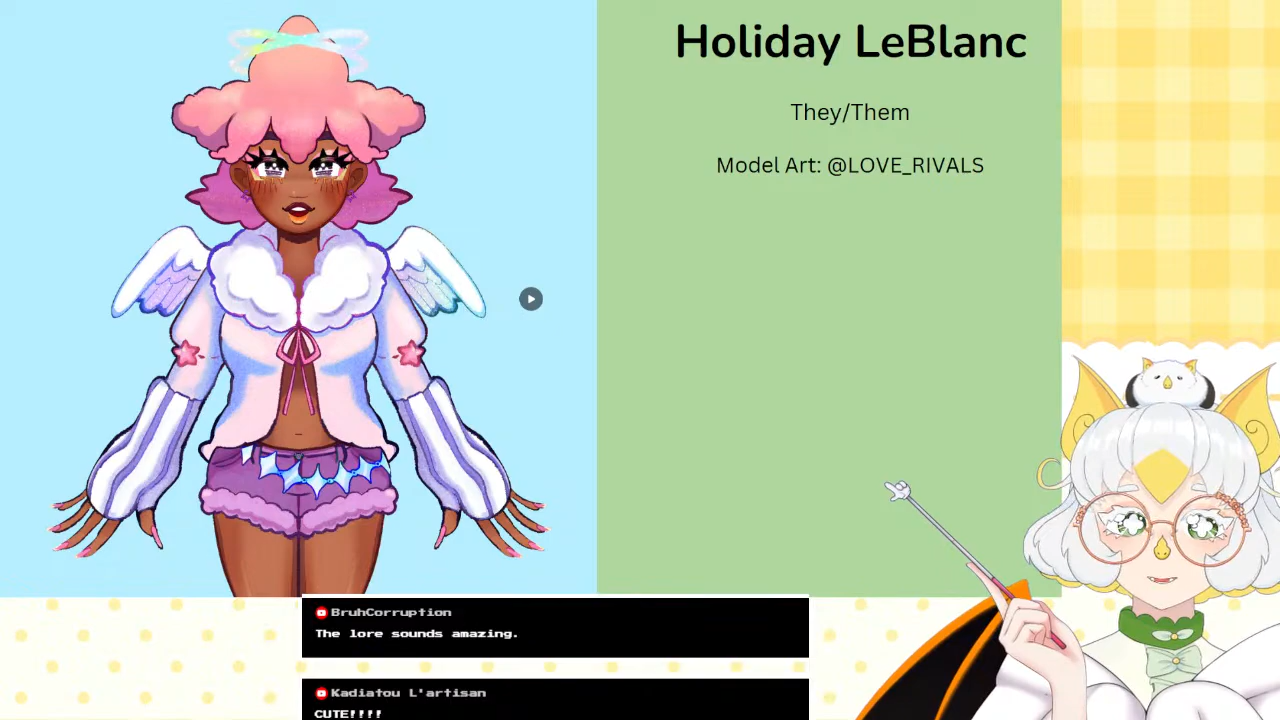 Holiday LeBlanc
They/Them
Model Art: @LOVE_RIVALS
BruhCorruption
The lore sounds amazing.
Kadiatou L'artisan
CUTE!!!!